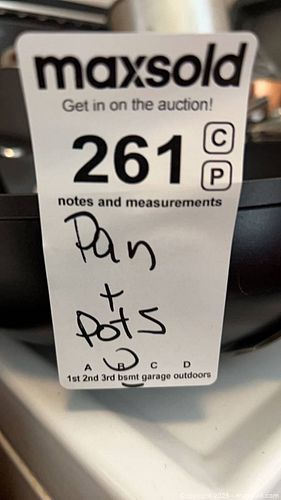 maxsold
Get in on the auction!
261 C
P
notes and measurements
Pan
+
Pots
A B C D
1st 2nd 3rd bsmt garage outdoors